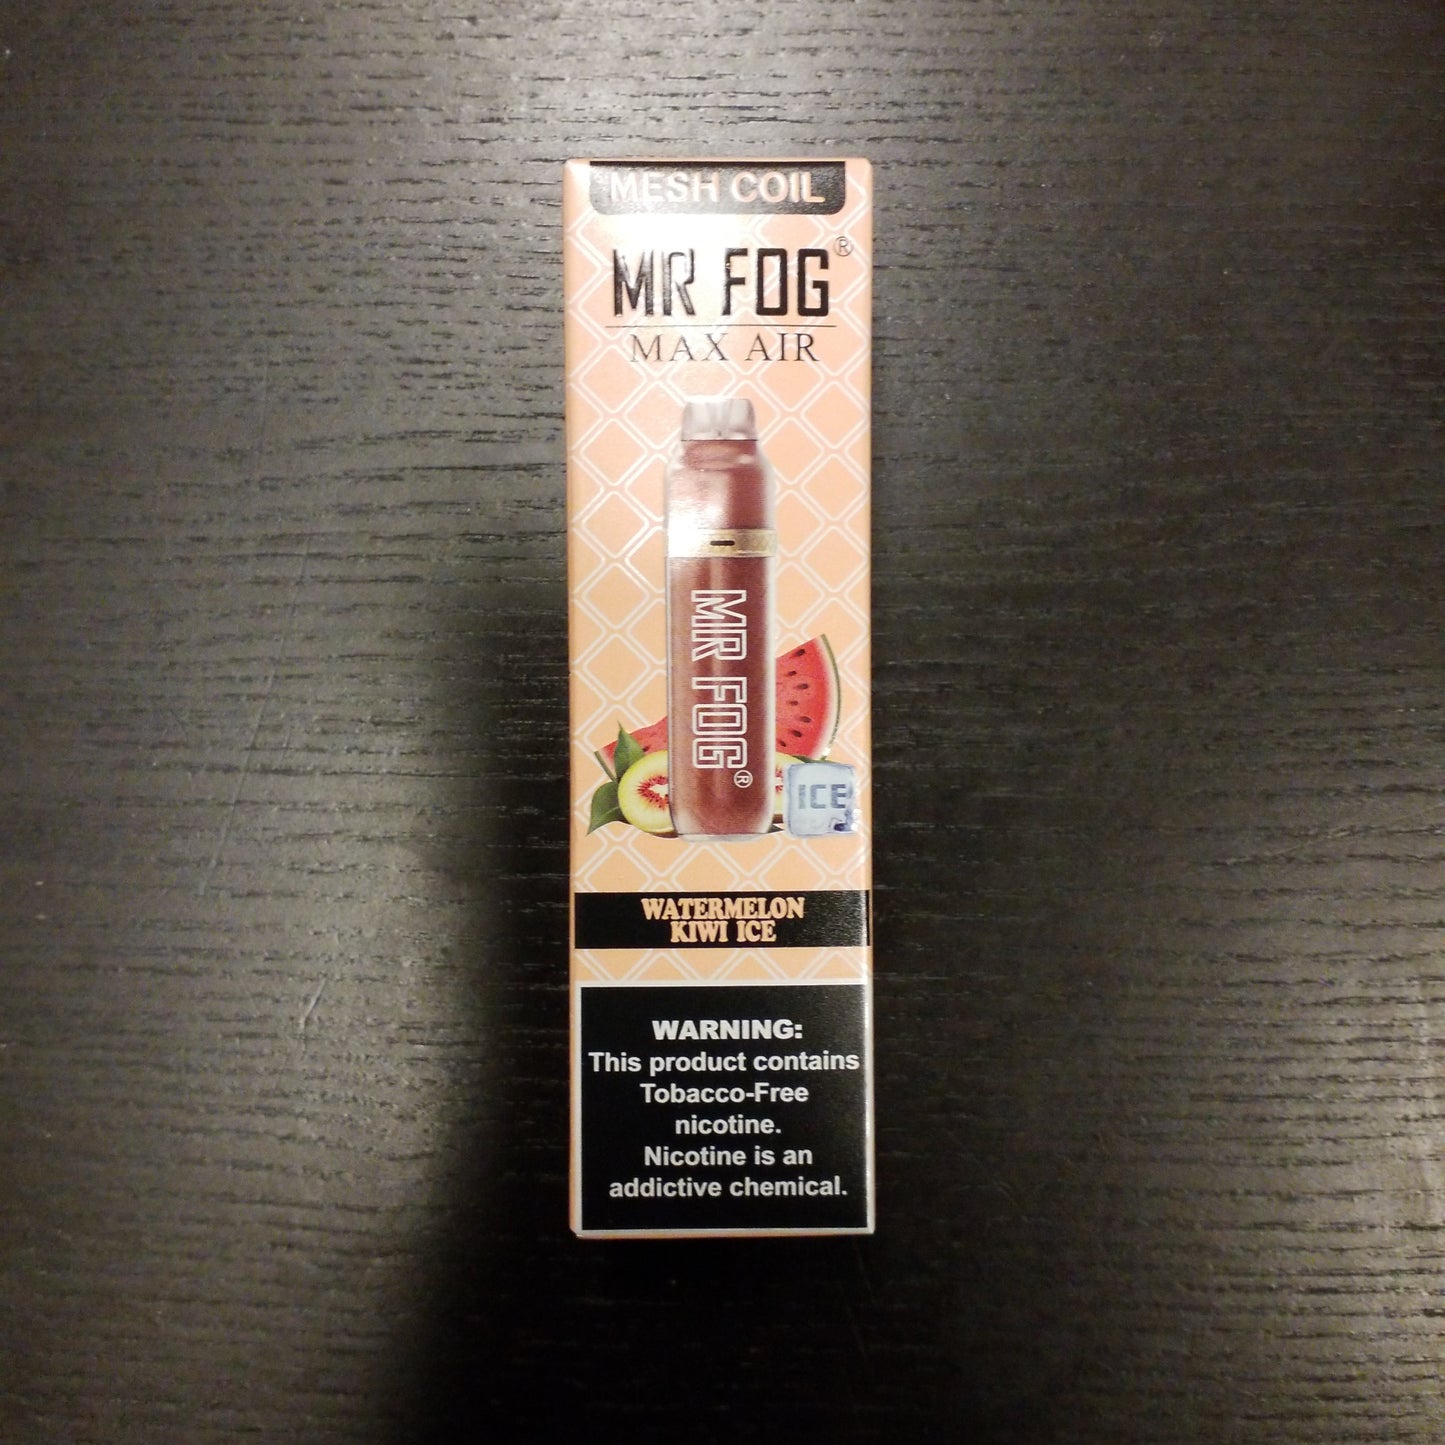 MESH COIL
MR FOG®
MAX AIR
MR FOG®
ICE
WATERMELON
KIWI ICE
WARNING:
This product contains
Tobacco-Free
nicotine.
Nicotine is an
addictive chemical.